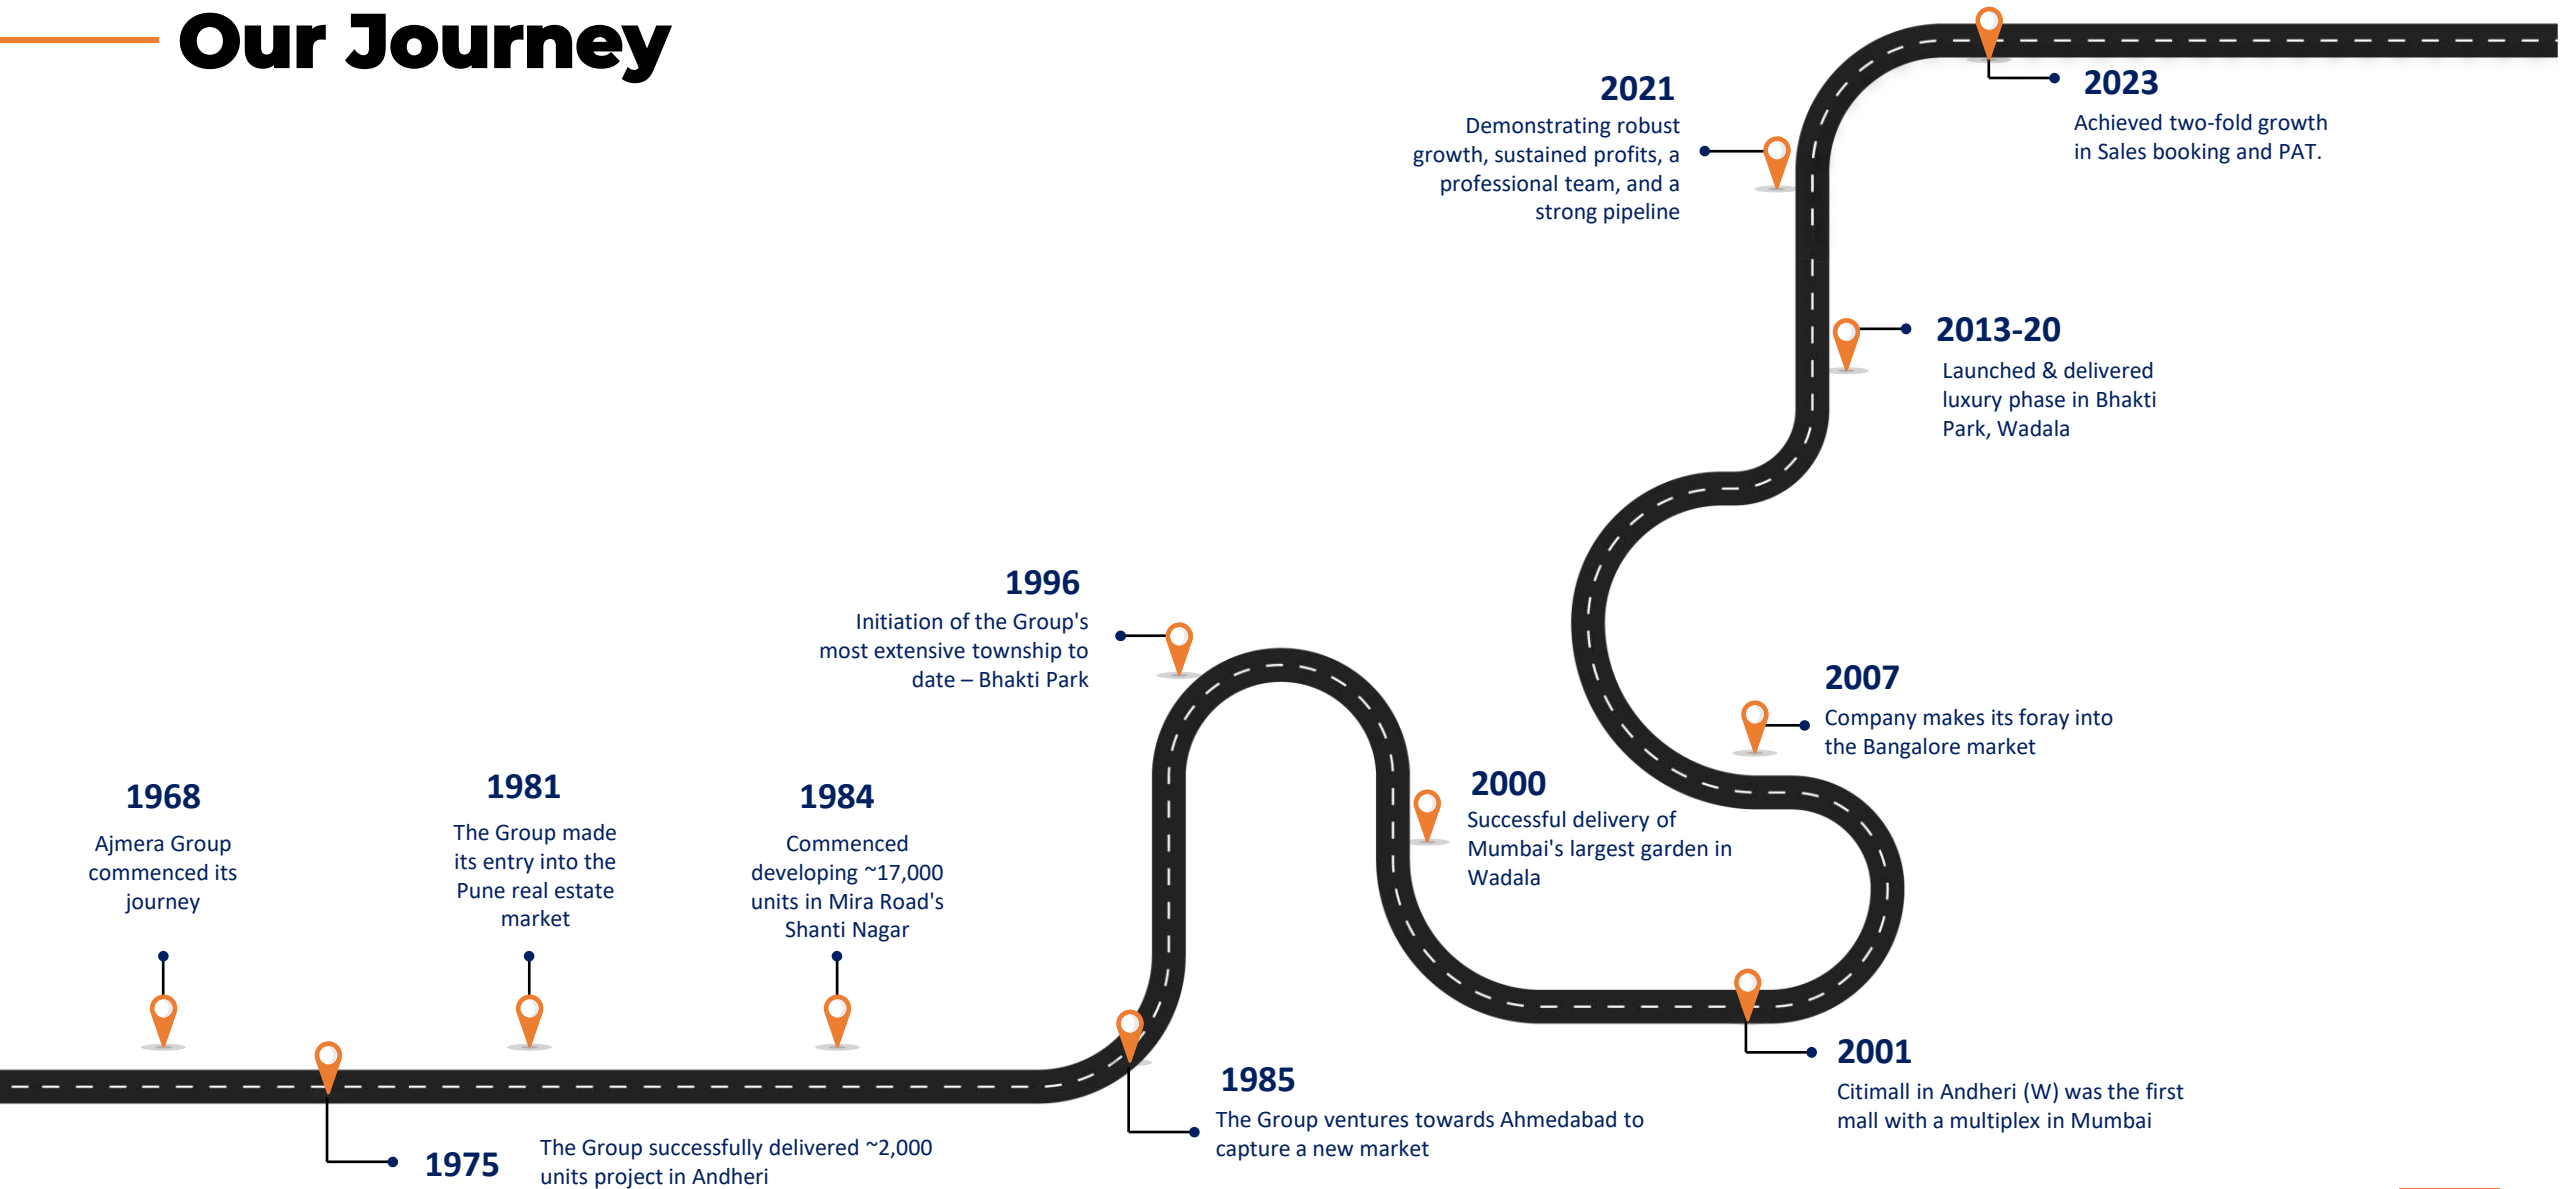 Our Journey
1968
Ajmera Group
commenced its
journey
1975
The Group successfully delivered ~2,000
units project in Andheri
1981
The Group made
its entry into the
Pune real estate
market
1984
Commenced
developing ~17,000
units in Mira Road's
Shanti Nagar
1985
The Group ventures towards Ahmedabad to
capture a new market
1996
Initiation of the Group's
most extensive township to
date – Bhakti Park
2000
Successful delivery of
Mumbai's largest garden in
Wadala
2001
Citimall in Andheri (W) was the first
mall with a multiplex in Mumbai
2007
Company makes its foray into
the Bangalore market
2013-20
Launched & delivered
luxury phase in Bhakti
Park, Wadala
2021
Demonstrating robust
growth, sustained profits, a
professional team, and a
strong pipeline
2023
Achieved two-fold growth
in Sales booking and PAT.